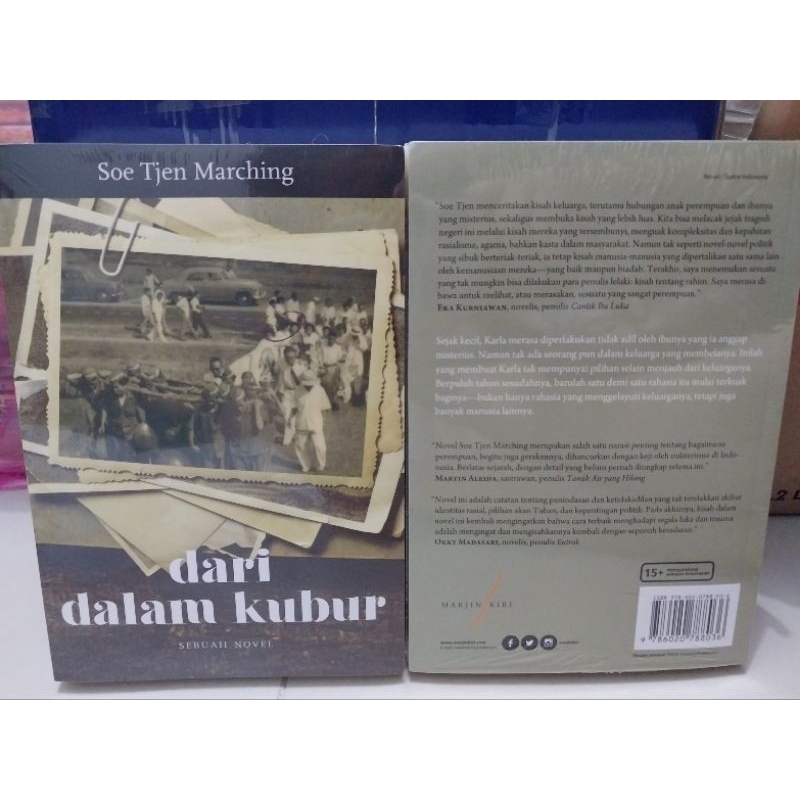 Soe Tjen Marching
dari
dalam kubur
SEBUAH NOVEL
Novel / Sastra Indonesia
"Soe Tjen menceritakan kisah keluarga, terutama hubungan anak perempuan dan ibunya
yang misterius, sekaligus membuka kisah yang lebih luas. Kita bisa melacak jejak tragedi
negeri ini melalui kisah mereka yang tersembunyi, menguak kompleksitas dan kepahitan
rasialisme, agama, bahkan kasta dalam masyarakat. Namun tak seperti novel-novel politik
yang sibuk berteriak-teriak, ia tetap kisah manusia-manusia yang dipertalikan satu sama lain
oleh kemanusiaan mereka—yang baik maupun biadab. Terakhir, saya menemukan sesuatu
yang tak mungkin bisa dilakukan para penulis lelaki: kisah tentang rahim. Saya merasa di
bawa untuk melihat, atau merasakan, sesuatu yang sangat perempuan."
EKA KURNIAWAN, novelis, penulis Cantik Itu Luka
Sejak kecil, Karla merasa diperlakukan tidak adil oleh ibunya yang ia anggap
misterius. Namun tak ada seorang pun dalam keluarga yang membelanya. Inilah
yang membuat Karla tak mempunyai pilihan selain menjauh dari keluarganya.
Berpuluh tahun sesudahnya, barulah satu demi satu rahasia itu mulai terkuak
baginya—bukan hanya rahasia yang menggelayuti keluarganya, tetapi juga
banyak manusia lainnya.
"Novel Soe Tjen Marching merupakan salah satu narasi penting tentang bagaimana
perempuan, begitu juga gerakannya, dihancurkan dengan keji oleh militerisme di Indo-
nesia. Berlatar sejarah, dengan detail yang belum pernah diungkap selama ini."
MARTIN ALEIDA, sastrawan, penulis Tanah Air yang Hilang
"Novel ini adalah catatan tentang penindasan dan ketidakadilan yang tak terelakkan akibat
identitas rasial, pilihan akan Tuhan, dan kepentingan politik. Pada akhirnya, kisah dalam
novel ini kembali mengingatkan bahwa cara terbaik menghadapi segala luka dan trauma
adalah mengingat dan mengisahkannya kembali dengan sepenuh kesadaran."
OKKY MADASARI, novelis, penulis Entrok
15+
MARJIN KIRI
www.marjinkiri.com
marjinkiri
9 786020 788036